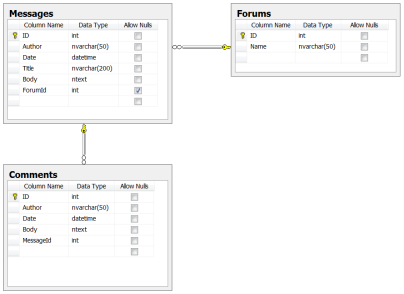 Messages
Column Name Data Type Allow Nulls
ID int
Author nvarchar(50)
Date datetime
Title nvarchar(200)
Body ntext
ForumId int
Forums
Column Name Data Type Allow Nulls
ID int
Name nvarchar(50)
Comments
Column Name Data Type Allow Nulls
ID int
Author nvarchar(50)
Date datetime
Body ntext
MessageId int